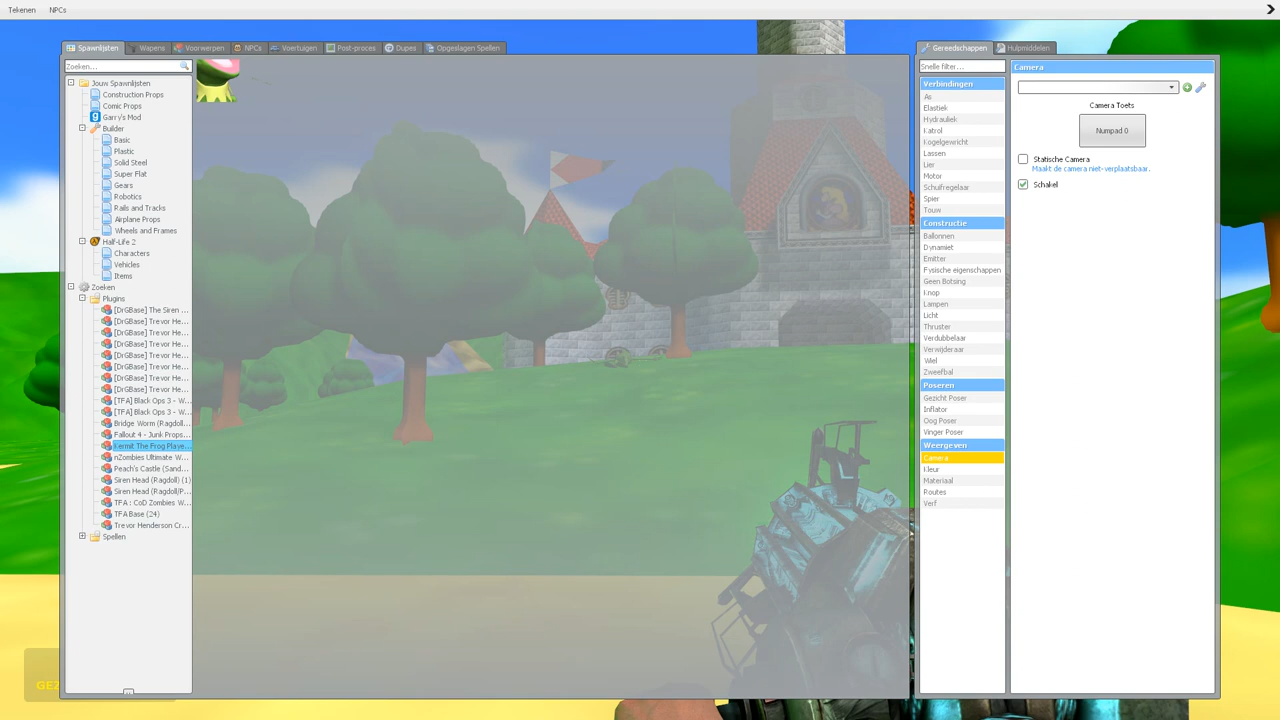 Tekenen NPCs
Spawnlijsten Wapens Voorwerpen NPCs Voertuigen Post-proces Dupes Opgeslagen Spellen
Zoeken...
Jouw Spawnlijsten
Construction Props
Comic Props
Garry's Mod
Builder
Basic
Plastic
Solid Steel
Super Flat
Gears
Robotics
Rails and Tracks
Airplane Props
Wheels and Frames
Half-Life 2
Characters
Vehicles
Items
Zoeken
Plugins
[DrGBase] The Siren ...
[DrGBase] Trevor He...
[DrGBase] Trevor He...
[DrGBase] Trevor He...
[DrGBase] Trevor He...
[DrGBase] Trevor He...
[DrGBase] Trevor He...
[DrGBase] Trevor He...
[TFA] Black Ops 3 - W...
[TFA] Black Ops 3 - W...
Bridge Worm (Ragdoll...
Fallout 4 - Junk Props...
Kermit The Frog Playe...
nZombies Ultimate W...
Peach's Castle (Sand...
Siren Head (Ragdoll) (1)
Siren Head (Ragdoll/P...
TFA : CoD Zombies W...
TFA Base (24)
Trevor Henderson Cr...
Spellen
GEZ
Gereedschappen Hulpmiddelen
Snelle filter...
Verbindingen
As
Elastiek
Hydrauliek
Katrol
Kogelgewricht
Lassen
Lier
Motor
Schuifregelaar
Spier
Touw
Constructie
Ballonnen
Dynamiet
Emitter
Fysische eigenschappen
Geen Botsing
Knop
Lampen
Licht
Thruster
Verdubbelaar
Verwijderaar
Wiel
Zweefbal
Poseren
Gezicht Poser
Inflator
Oog Poser
Vinger Poser
Weergeven
Camera
Kleur
Materiaal
Routes
Verf
Camera
Camera Toets
Numpad 0
Statische Camera
Maakt de camera niet-verplaatsbaar.
Schakel